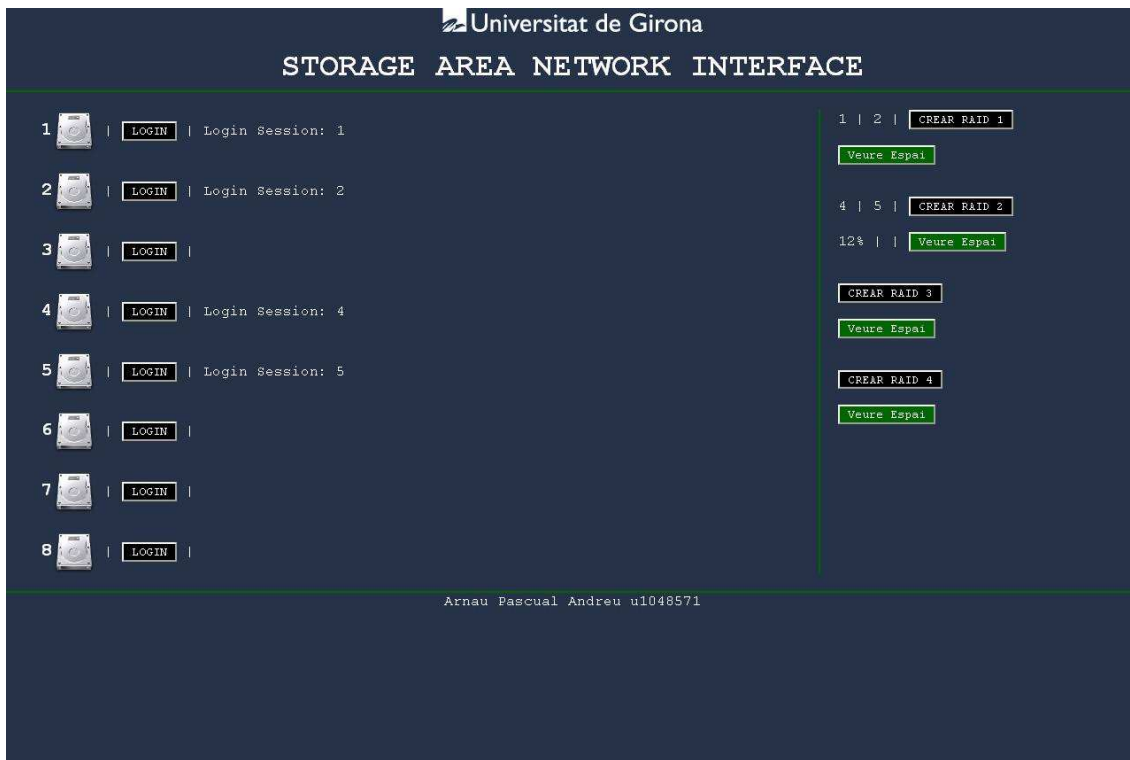 Universitat de Girona
STORAGE AREA NETWORK INTERFACE
1 | LOGIN | Login Session: 1
2 | LOGIN | Login Session: 2
3 | LOGIN |
4 | LOGIN | Login Session: 4
5 | LOGIN | Login Session: 5
6 | LOGIN |
7 | LOGIN |
8 | LOGIN |
1 | 2 | CREAR RAID 1
Veure Espai
4 | 5 | CREAR RAID 2
12% | | Veure Espai
CREAR RAID 3
Veure Espai
CREAR RAID 4
Veure Espai
Arnau Pascual Andreu u1048571